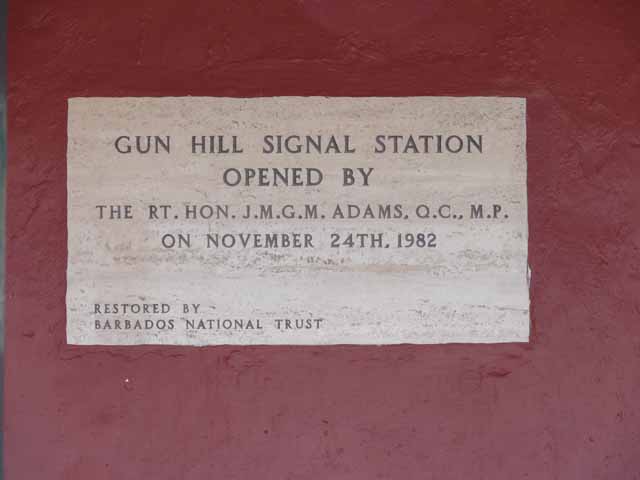 GUN HILL SIGNAL STATION
OPENED BY
THE RT. HON. J.M.G.M. ADAMS, Q.C., M.P.
ON NOVEMBER 24TH, 1982
RESTORED BY
BARBADOS NATIONAL TRUST